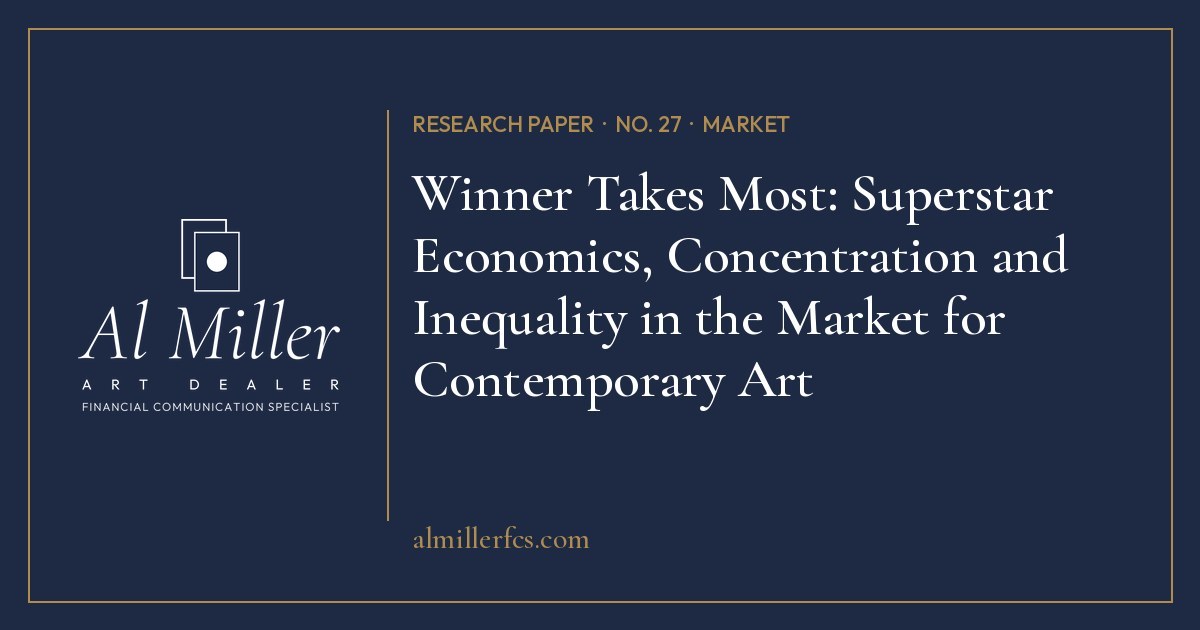 RESEARCH PAPER · NO. 27 · MARKET
Winner Takes Most: Superstar
Economics, Concentration and
Inequality in the Market for
Contemporary Art
Al Miller
ART DEALER
FINANCIAL COMMUNICATION SPECIALIST
almillerfcs.com